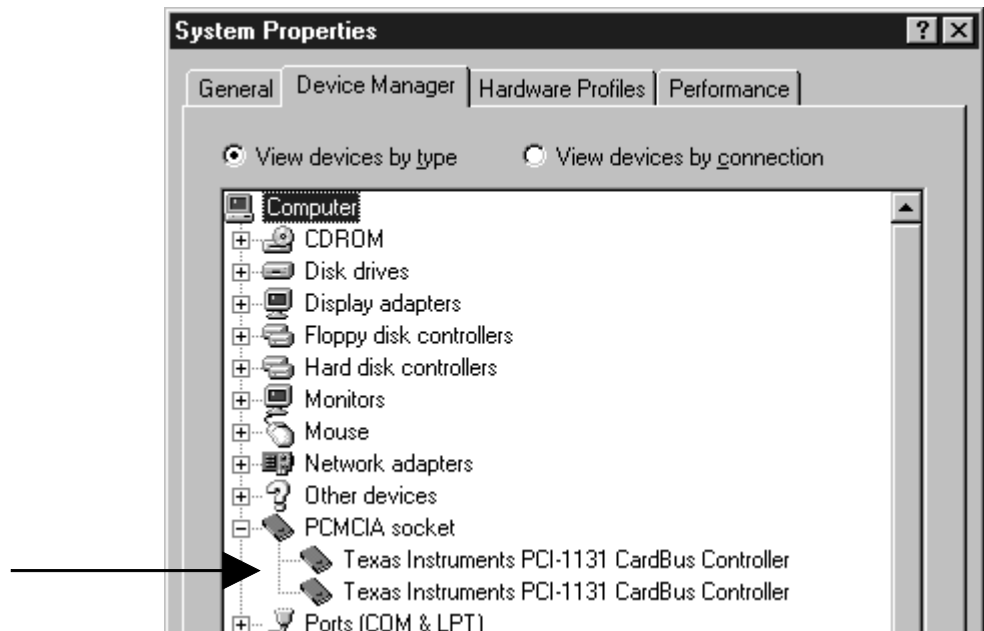 System Properties
General Device Manager Hardware Profiles Performance
View devices by type View devices by connection
Computer
CDROM
Disk drives
Display adapters
Floppy disk controllers
Hard disk controllers
Monitors
Mouse
Network adapters
Other devices
PCMCIA socket
Texas Instruments PCI-1131 CardBus Controller
Texas Instruments PCI-1131 CardBus Controller
Ports (COM & LPT)